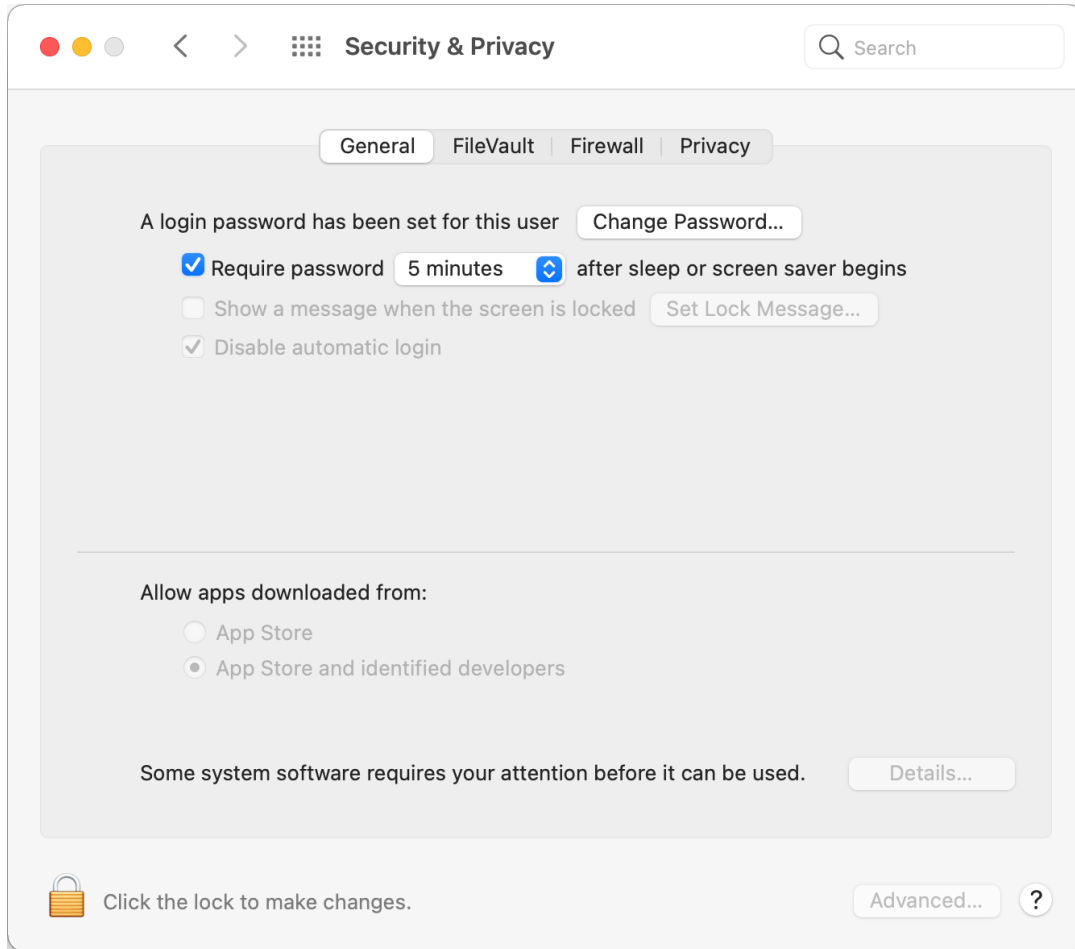 Security & Privacy
Search
General FileVault Firewall Privacy
A login password has been set for this user Change Password...
Require password 5 minutes after sleep or screen saver begins
Show a message when the screen is locked Set Lock Message...
Disable automatic login
Allow apps downloaded from:
App Store
App Store and identified developers
Some system software requires your attention before it can be used. Details...
Click the lock to make changes. Advanced... ?